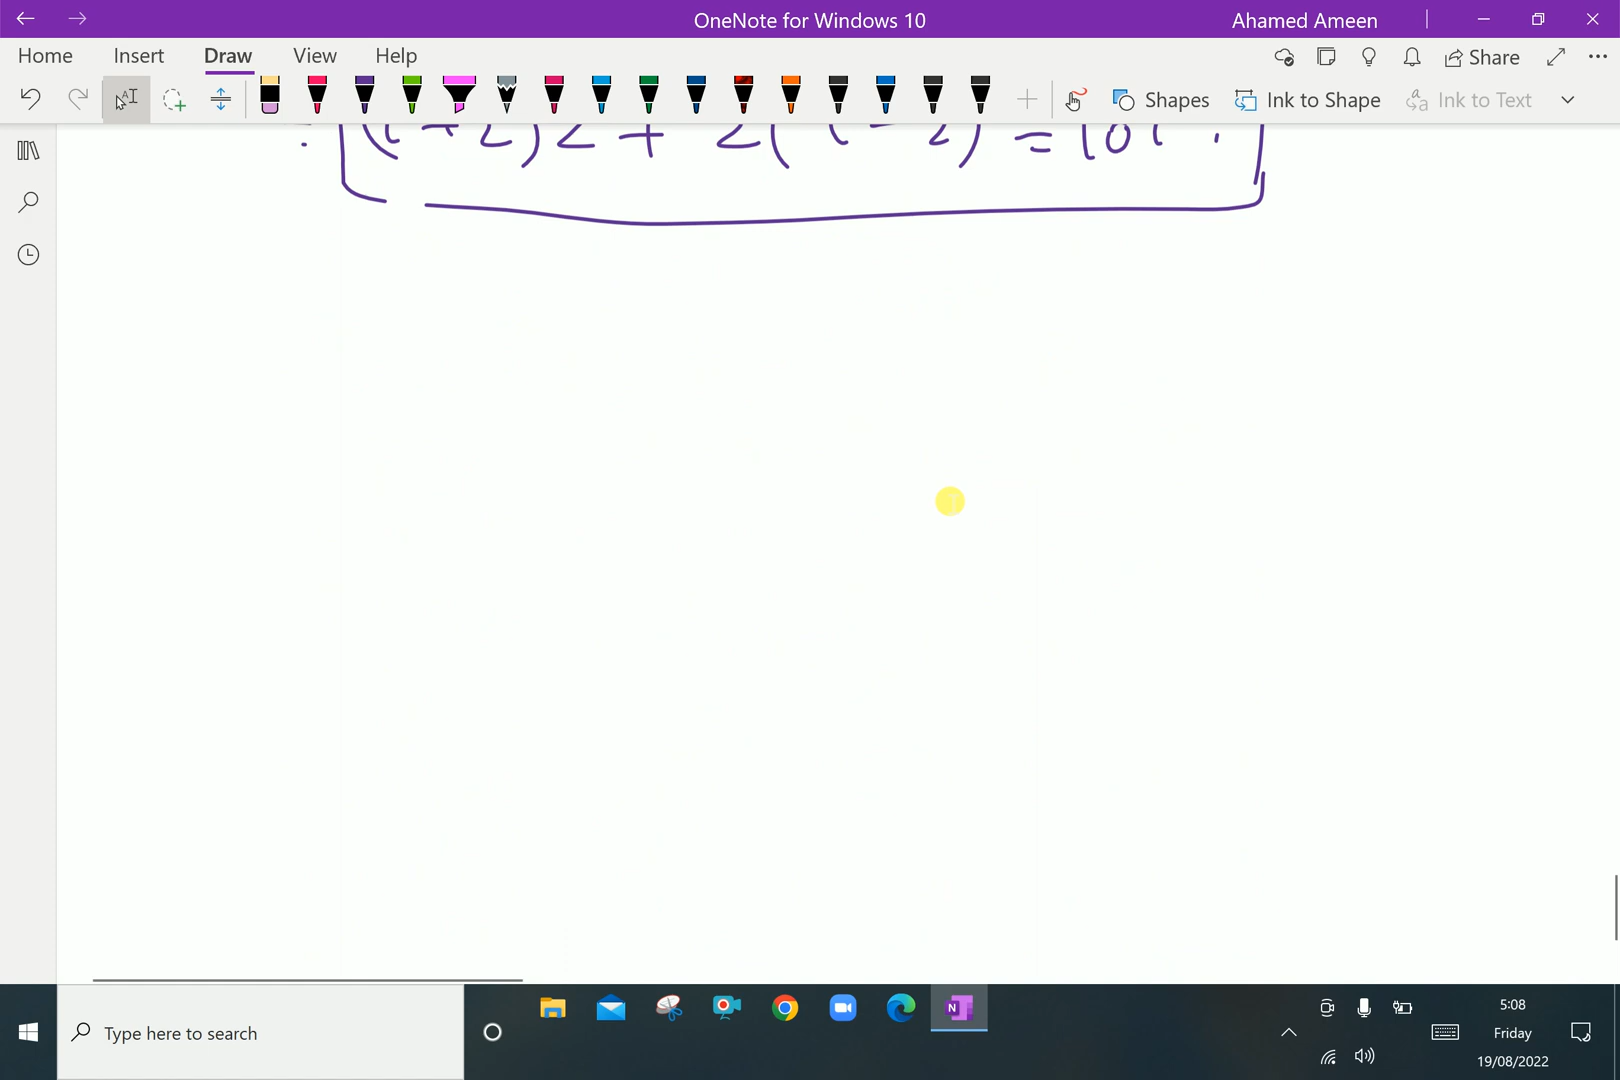 OneNote for Windows 10
Ahamed Ameen
Home Insert Draw View Help
Share
Shapes
Ink to Shape
Ink to Text
Type here to search
5:08
Friday
19/08/2022